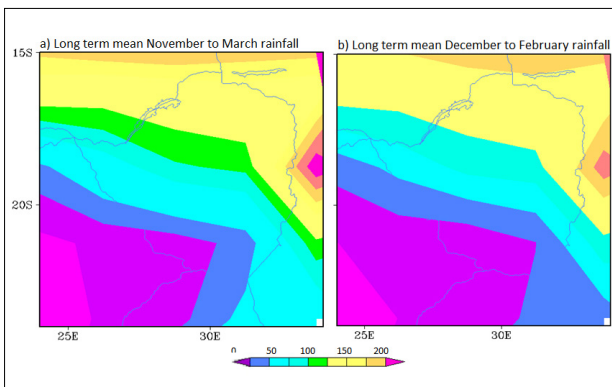 a) Long term mean November to March rainfall
b) Long term mean December to February rainfall
15S
20S
25E
30E
25E
30E
0
50
100
150
200